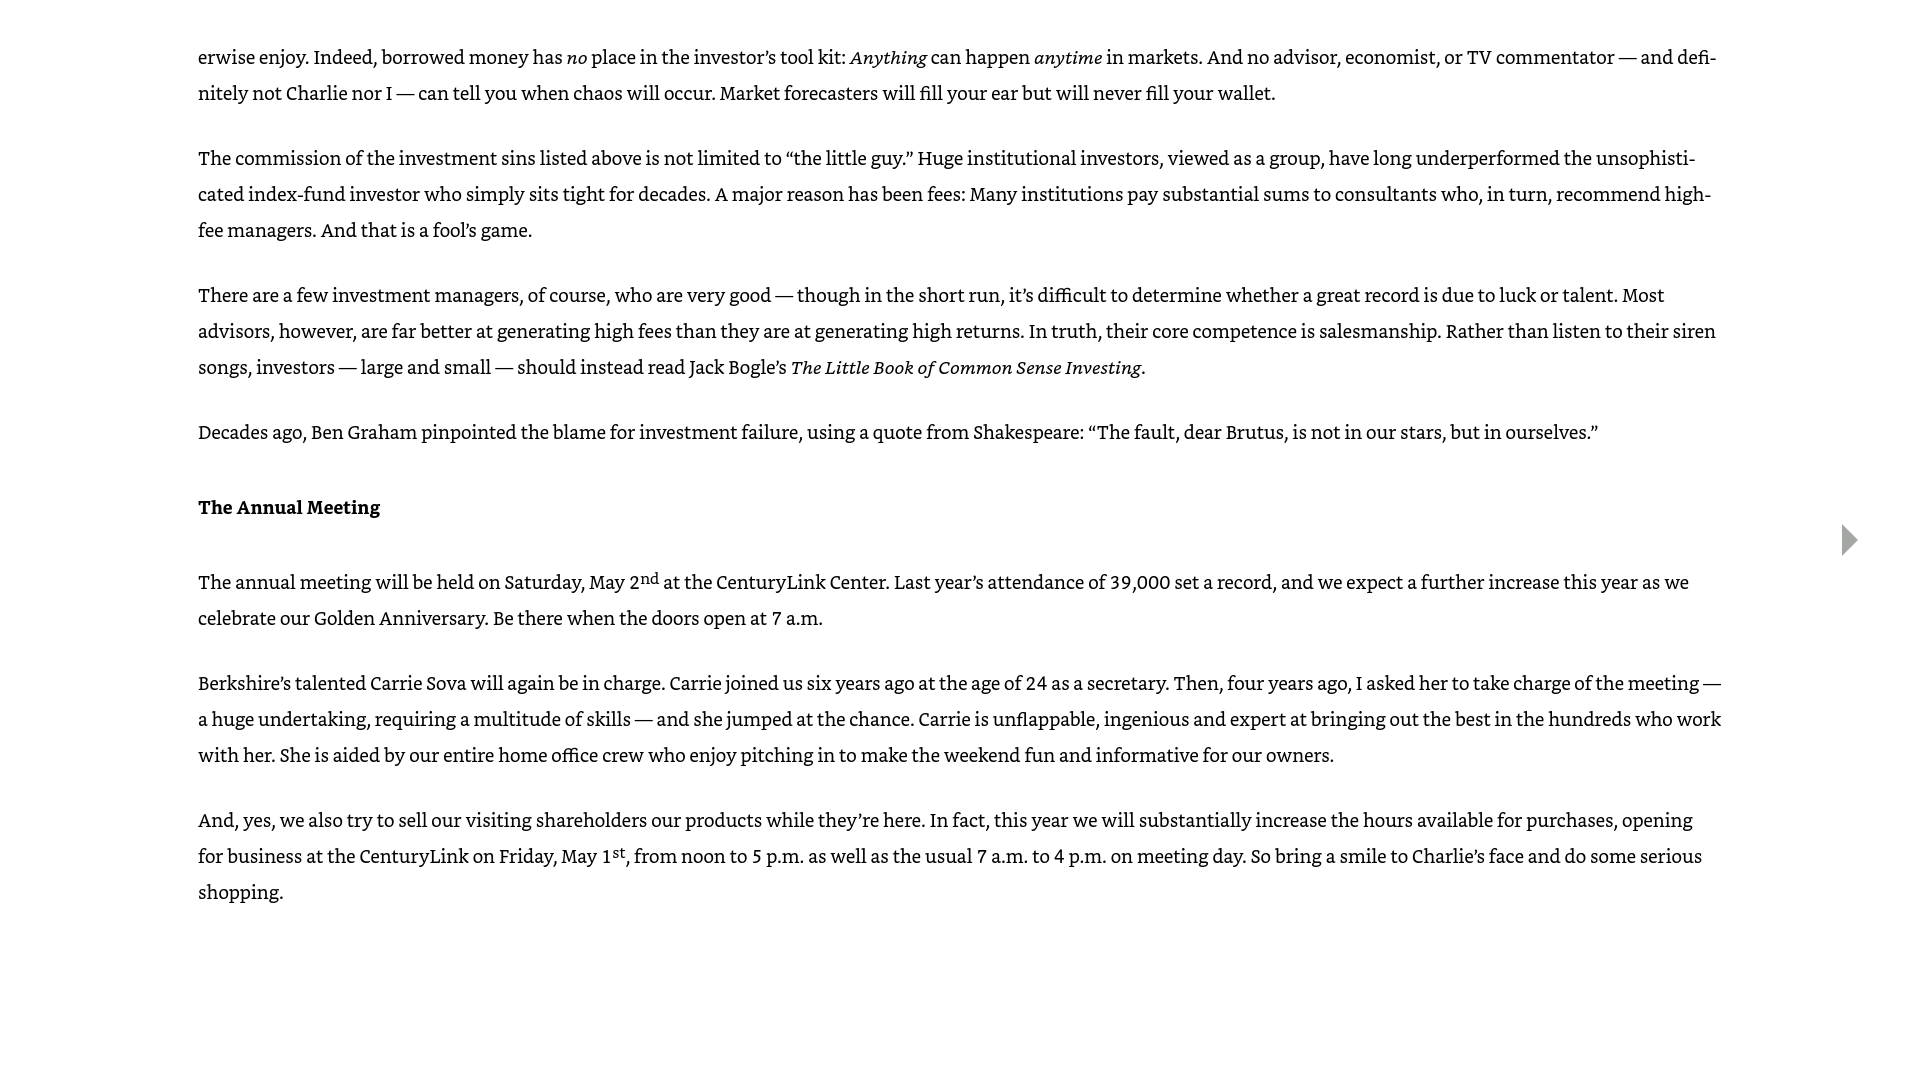 erwise enjoy. Indeed, borrowed money has no place in the investor’s tool kit: Anything can happen anytime in markets. And no advisor, economist, or TV commentator — and defi-
nitely not Charlie nor I — can tell you when chaos will occur. Market forecasters will fill your ear but will never fill your wallet.
The commission of the investment sins listed above is not limited to “the little guy.” Huge institutional investors, viewed as a group, have long underperformed the unsophisti-
cated index-fund investor who simply sits tight for decades. A major reason has been fees: Many institutions pay substantial sums to consultants who, in turn, recommend high-
fee managers. And that is a fool’s game.
There are a few investment managers, of course, who are very good — though in the short run, it’s difficult to determine whether a great record is due to luck or talent. Most
advisors, however, are far better at generating high fees than they are at generating high returns. In truth, their core competence is salesmanship. Rather than listen to their siren
songs, investors — large and small — should instead read Jack Bogle’s The Little Book of Common Sense Investing.
Decades ago, Ben Graham pinpointed the blame for investment failure, using a quote from Shakespeare: “The fault, dear Brutus, is not in our stars, but in ourselves.”
The Annual Meeting
The annual meeting will be held on Saturday, May 2nd at the CenturyLink Center. Last year’s attendance of 39,000 set a record, and we expect a further increase this year as we
celebrate our Golden Anniversary. Be there when the doors open at 7 a.m.
Berkshire’s talented Carrie Sova will again be in charge. Carrie joined us six years ago at the age of 24 as a secretary. Then, four years ago, I asked her to take charge of the meeting —
a huge undertaking, requiring a multitude of skills — and she jumped at the chance. Carrie is unflappable, ingenious and expert at bringing out the best in the hundreds who work
with her. She is aided by our entire home office crew who enjoy pitching in to make the weekend fun and informative for our owners.
And, yes, we also try to sell our visiting shareholders our products while they’re here. In fact, this year we will substantially increase the hours available for purchases, opening
for business at the CenturyLink on Friday, May 1st, from noon to 5 p.m. as well as the usual 7 a.m. to 4 p.m. on meeting day. So bring a smile to Charlie’s face and do some serious
shopping.